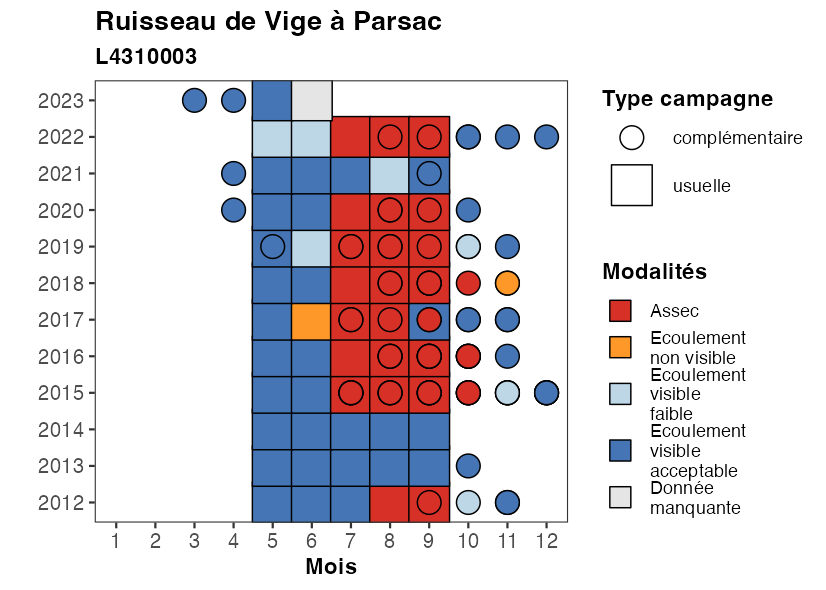 Ruisseau de Vige à Parsac
L4310003
2023
2022
2021
2020
2019
2018
2017
2016
2015
2014
2013
2012
1 2 3 4 5 6 7 8 9 10 11 12
Mois
Type campagne
complémentaire
usuelle
Modalités
Assec
Ecoulement
non visible
Ecoulement
visible
faible
Ecoulement
visible
acceptable
Donnée
manquante